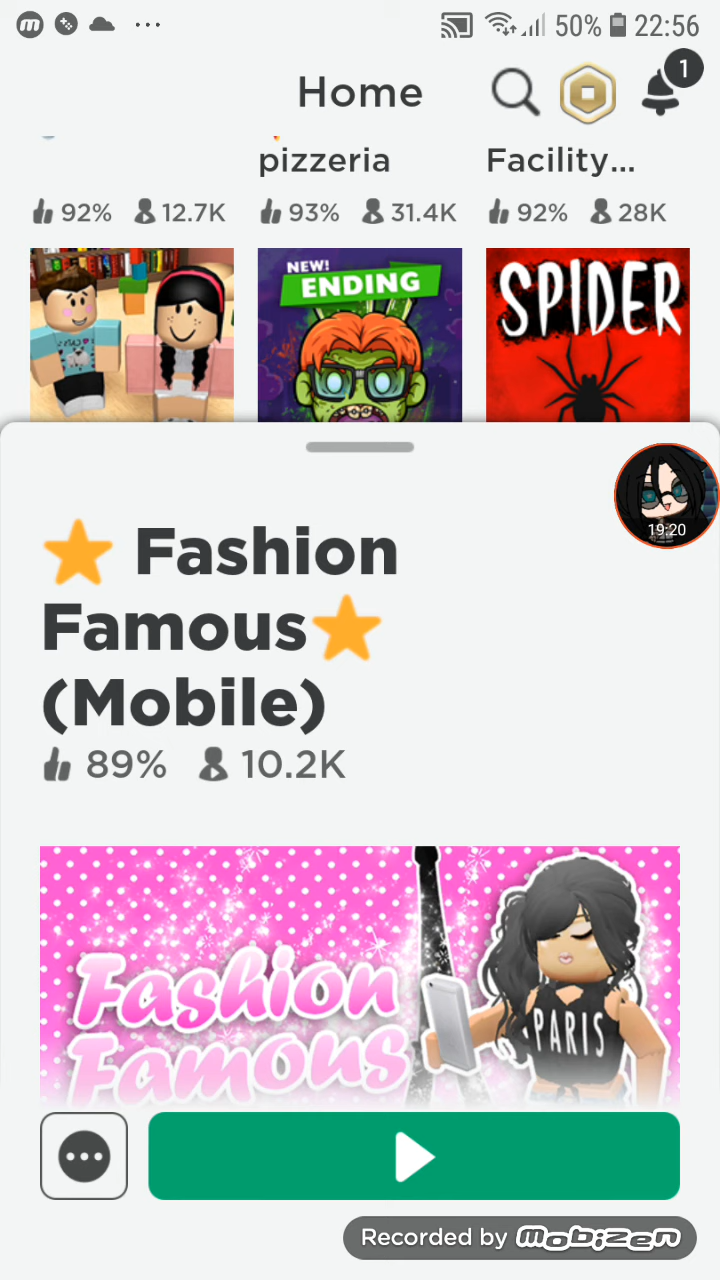 50% 22:56
Home
1
pizzeria Facility...
92% 12.7K 93% 31.4K 92% 28K
NEW!
ENDING
SPIDER
19:20
⭐ Fashion
Famous⭐
(Mobile)
89% 10.2K
Fashion
Famous
PARIS
Recorded by mobizen